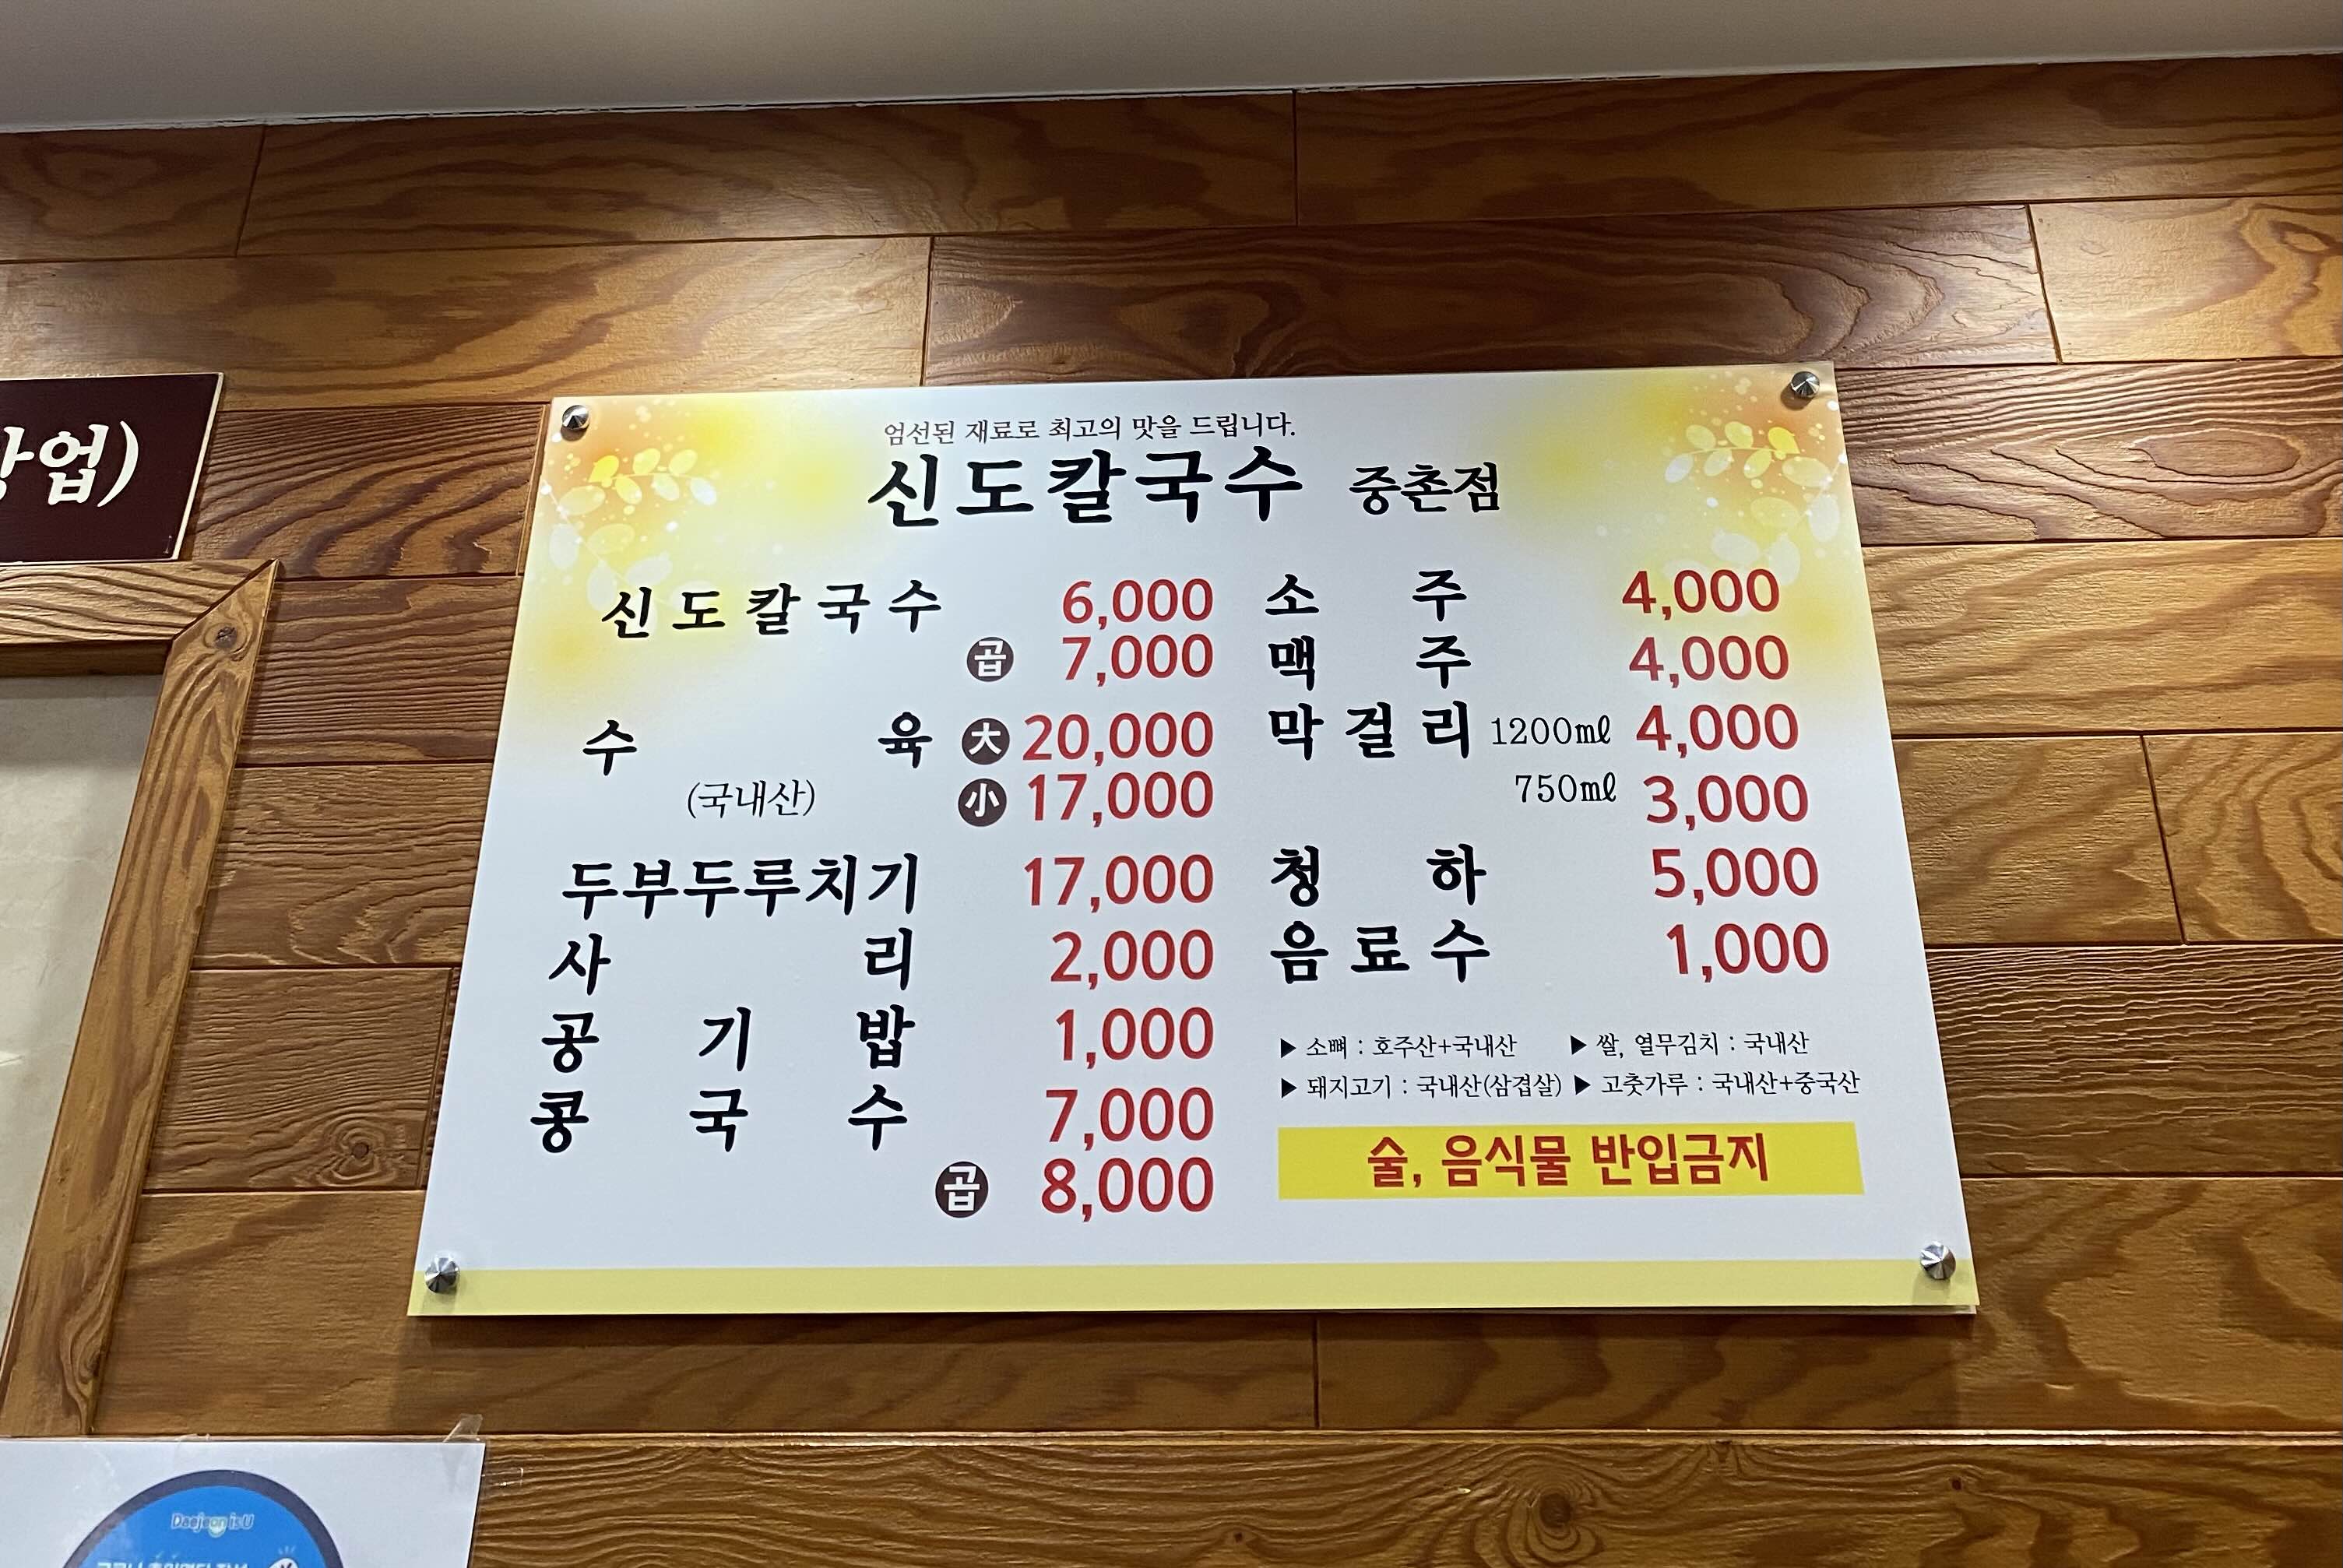 업)
엄선된 재료로 최고의 맛을 드립니다.
신도칼국수 중촌점
신도칼국수 6,000
곱 7,000
수육 大 20,000
(국내산) 小 17,000
두부두루치기 17,000
사리 2,000
공기밥 1,000
콩국수 7,000
곱 8,000
소주 4,000
맥주 4,000
막걸리 1200㎖ 4,000
750㎖ 3,000
청하 5,000
음료수 1,000
▶ 소뼈 : 호주산+국내산 ▶ 쌀, 열무김치 : 국내산
▶ 돼지고기 : 국내산(삼겹살) ▶ 고춧가루 : 국내산+중국산
술, 음식물 반입금지
Daejeon is U